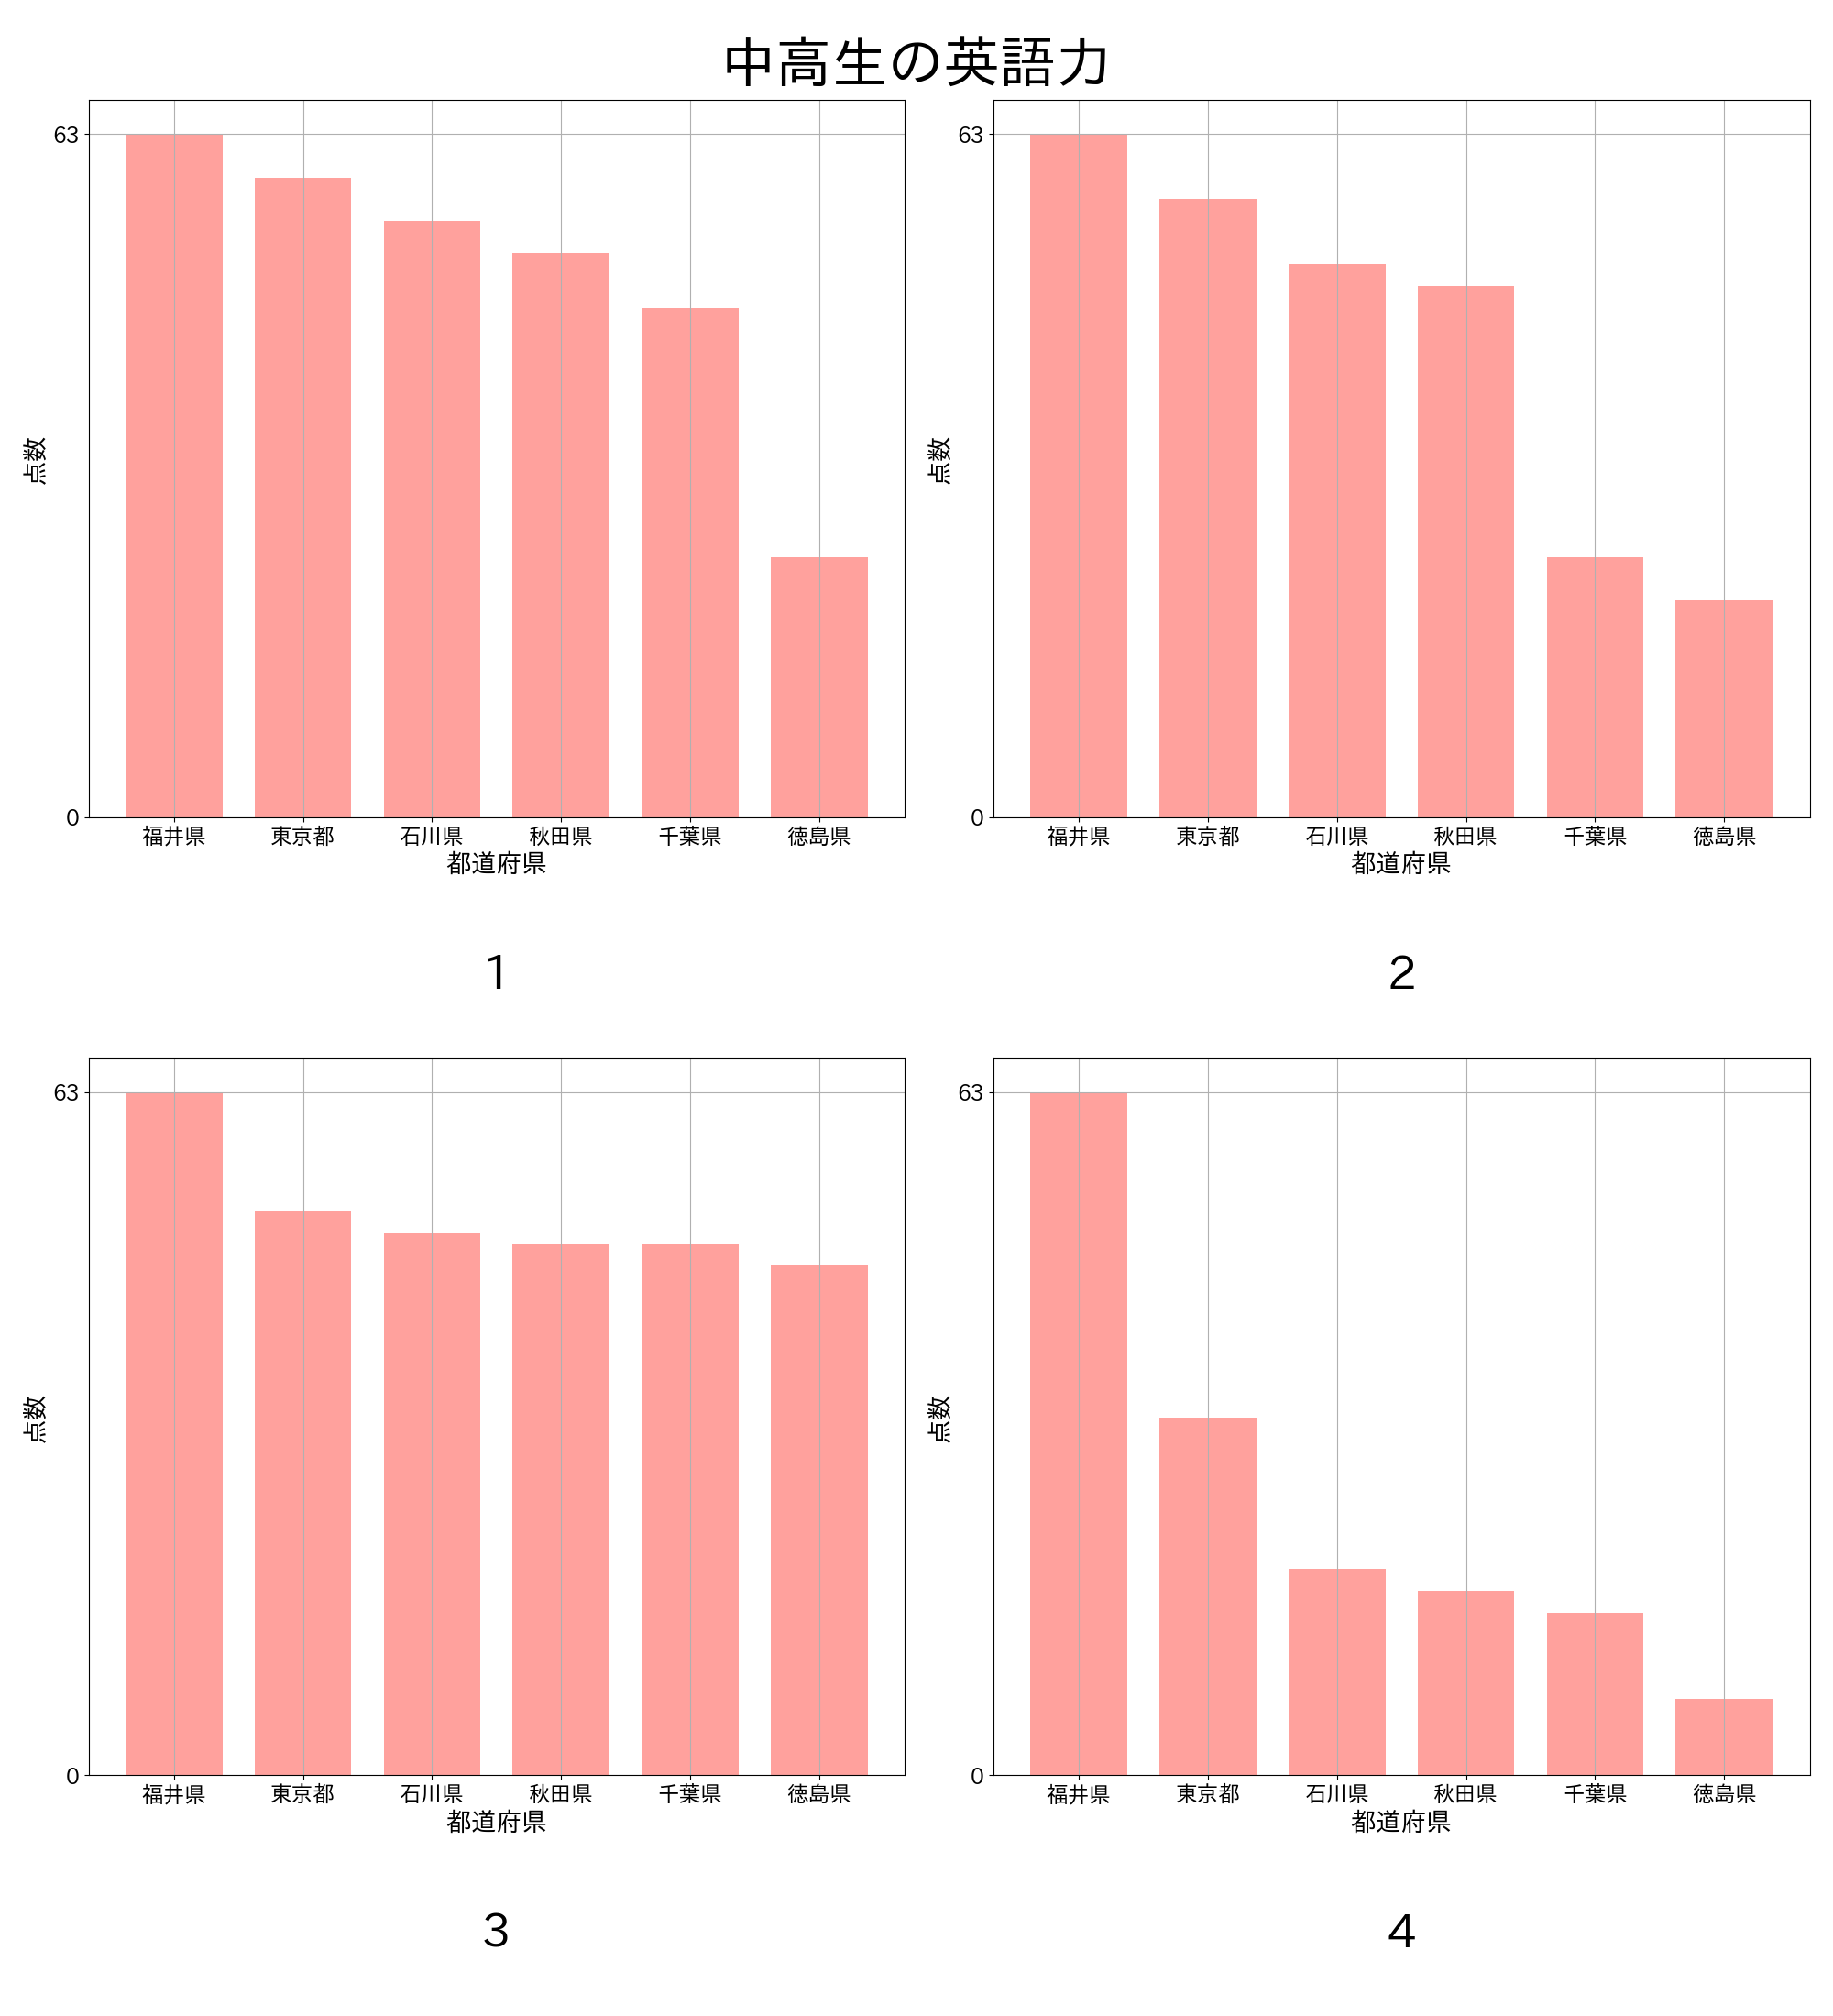 中高生の英語力
63
0
点数
福井県 東京都 石川県 秋田県 千葉県 徳島県
都道府県
1
63
0
点数
福井県 東京都 石川県 秋田県 千葉県 徳島県
都道府県
2
63
0
点数
福井県 東京都 石川県 秋田県 千葉県 徳島県
都道府県
3
63
0
点数
福井県 東京都 石川県 秋田県 千葉県 徳島県
都道府県
4